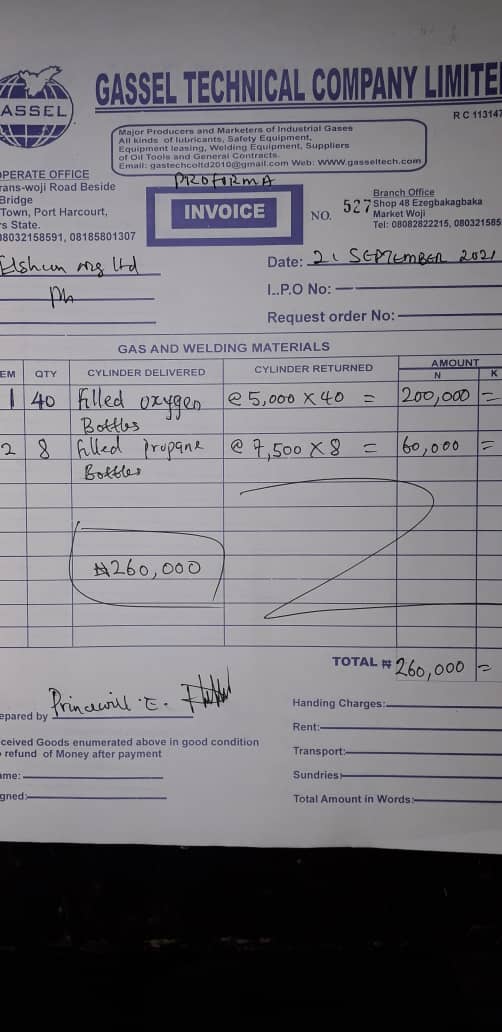 GASSEL TECHNICAL COMPANY LIMITE
ASSEL
R C 113147
Major Producers and Marketers of Industrial Gases
All kinds of lubricants, Safety Equipment,
Equipment leasing, Welding Equipment, Suppliers
of Oil Tools and General Contracts.
Email: gastechcoltd2010@gmail.com Web: WWW.gasseltech.com
PERATE OFFICE
rans-woji Road Beside
Bridge
Town, Port Harcourt,
rs State.
08032158591, 08185801307
PROFORMA
INVOICE
NO. 527
Branch Office
Shop 48 Ezegbakagbaka
Market Woji
Tel: 08082822215, 080321585
mg ltd
Ph
Date: 21 SEPTEMBER 2021
I..P.O No:
Request order No:
GAS AND WELDING MATERIALS
EM QTY CYLINDER DELIVERED CYLINDER RETURNED AMOUNT
N K
1 40 filled oxygen @ 5,000 X 40 = 200,000 =
Bottles
2 8 filled Propane @ 7,500 X 8 = 60,000 =
Bottles
₦260,000
TOTAL ₦ 260,000 =
epared by Princewill .E.
ceived Goods enumerated above in good condition
refund of Money after payment
ame:
gned:
Handing Charges:
Rent:
Transport:
Sundries:
Total Amount in Words: